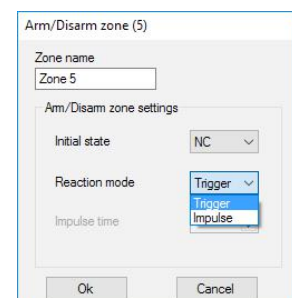 Arm/Disarm zone (5)
Zone name
Zone 5
Arm/Disarm zone settings
Initial state NC
Reaction mode Trigger
Trigger
Impulse time Impulse
Ok Cancel